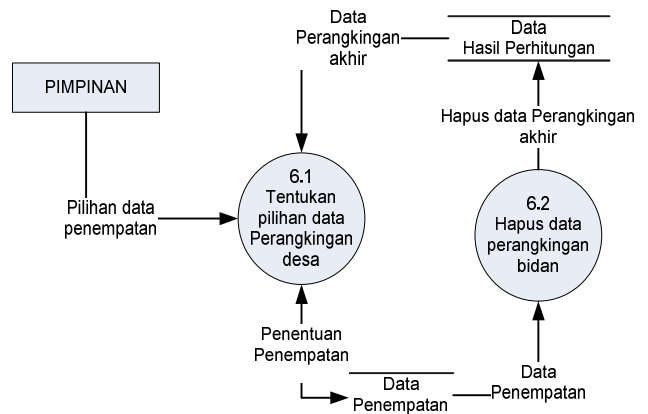 Data
Perangkingan
akhir
Data
Hasil Perhitungan
PIMPINAN
Hapus data Perangkingan
akhir
6.1
Tentukan
pilihan data
Perangkingan
desa
6.2
Hapus data
perangkingan
bidan
Pilihan data
penempatan
Penentuan
Penempatan
Data
Penempatan
Data
Penempatan